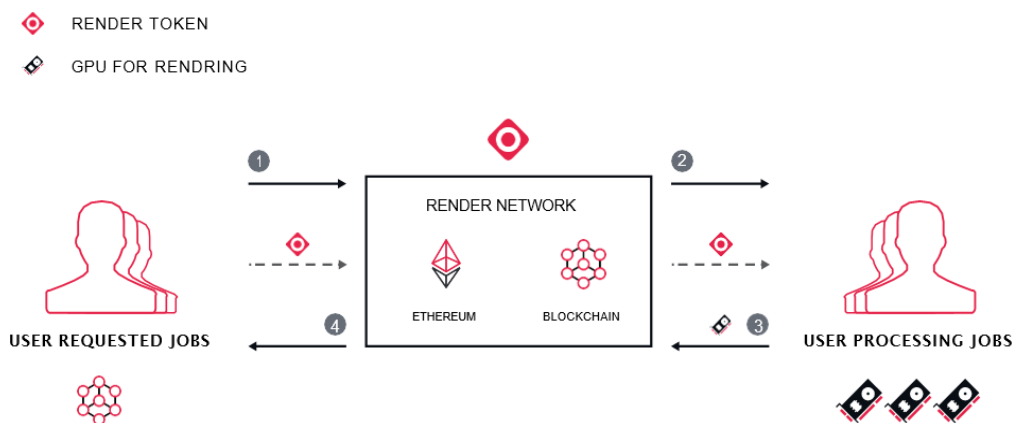 RENDER TOKEN
GPU FOR RENDRING
1
2
RENDER NETWORK
ETHEREUM
BLOCKCHAIN
4
3
USER REQUESTED JOBS
USER PROCESSING JOBS